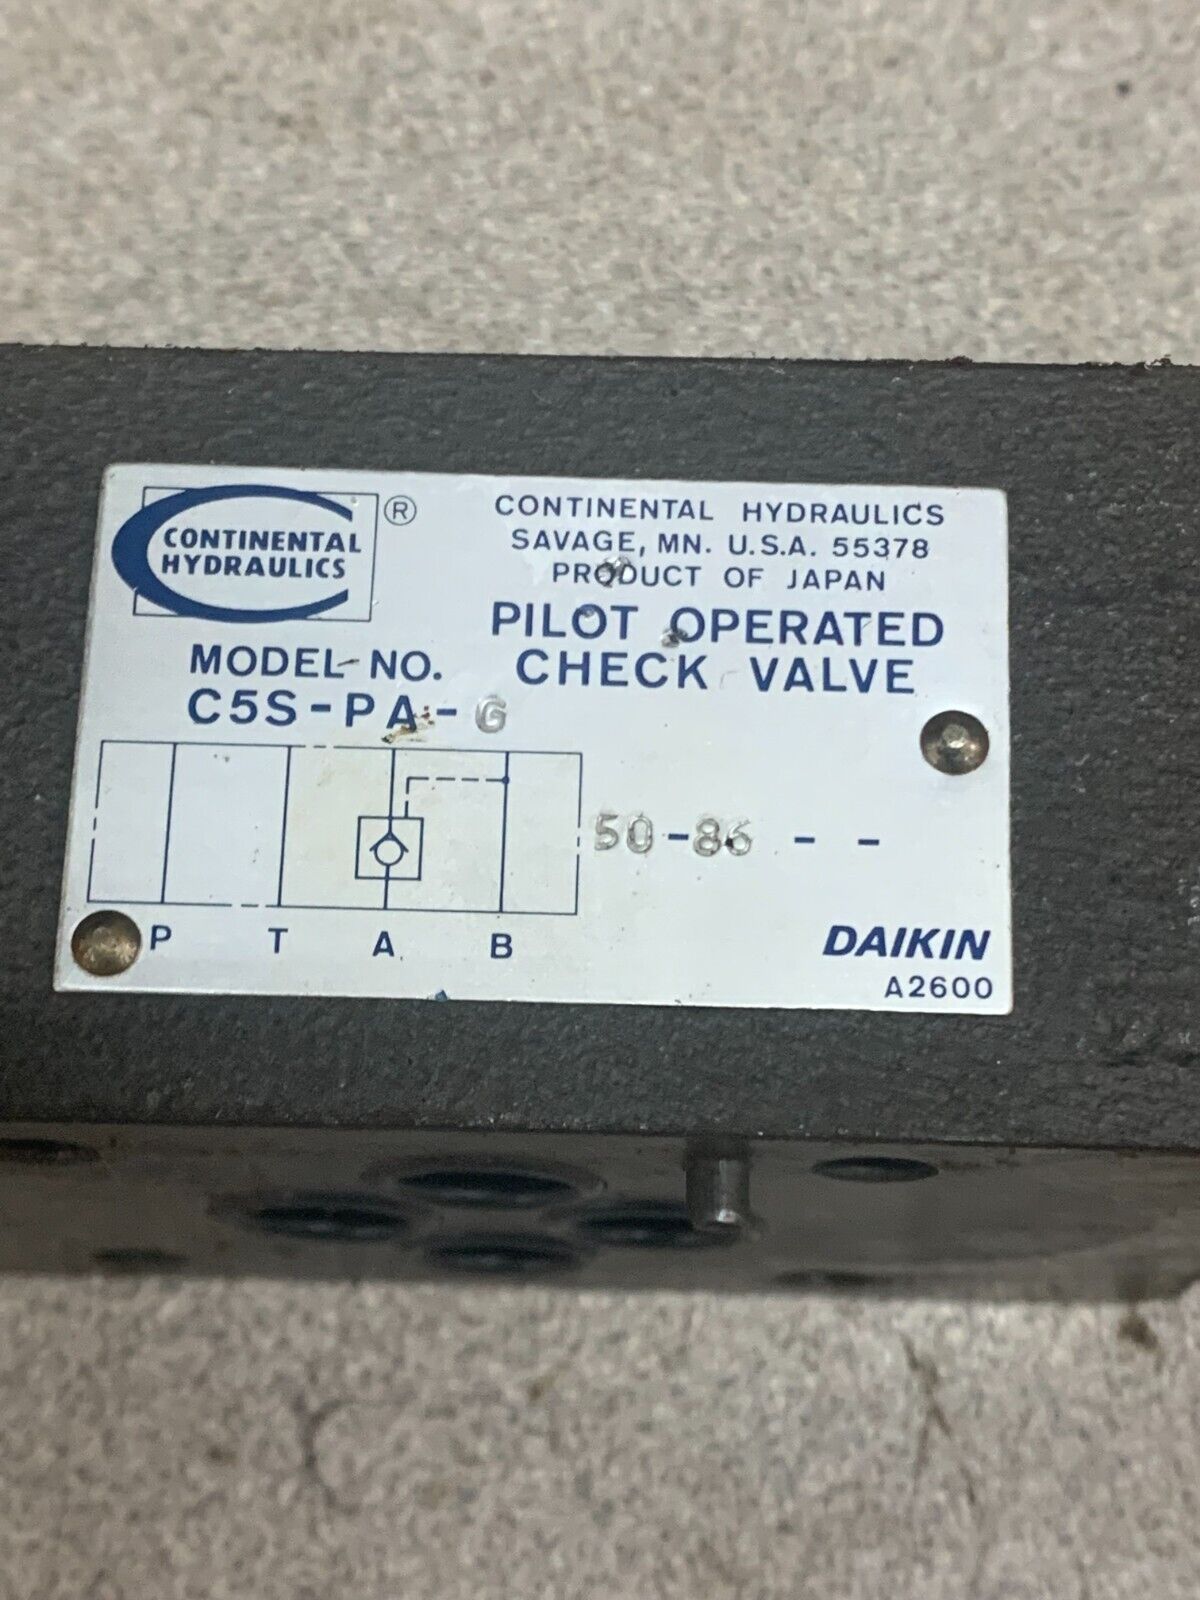 CONTINENTAL
HYDRAULICS
®
CONTINENTAL HYDRAULICS
SAVAGE, MN. U.S.A. 55378
PRODUCT OF JAPAN
PILOT OPERATED
CHECK VALVE
MODEL NO.
C5S-PA-G
50-86 - -
P T A B
DAIKIN
A2600